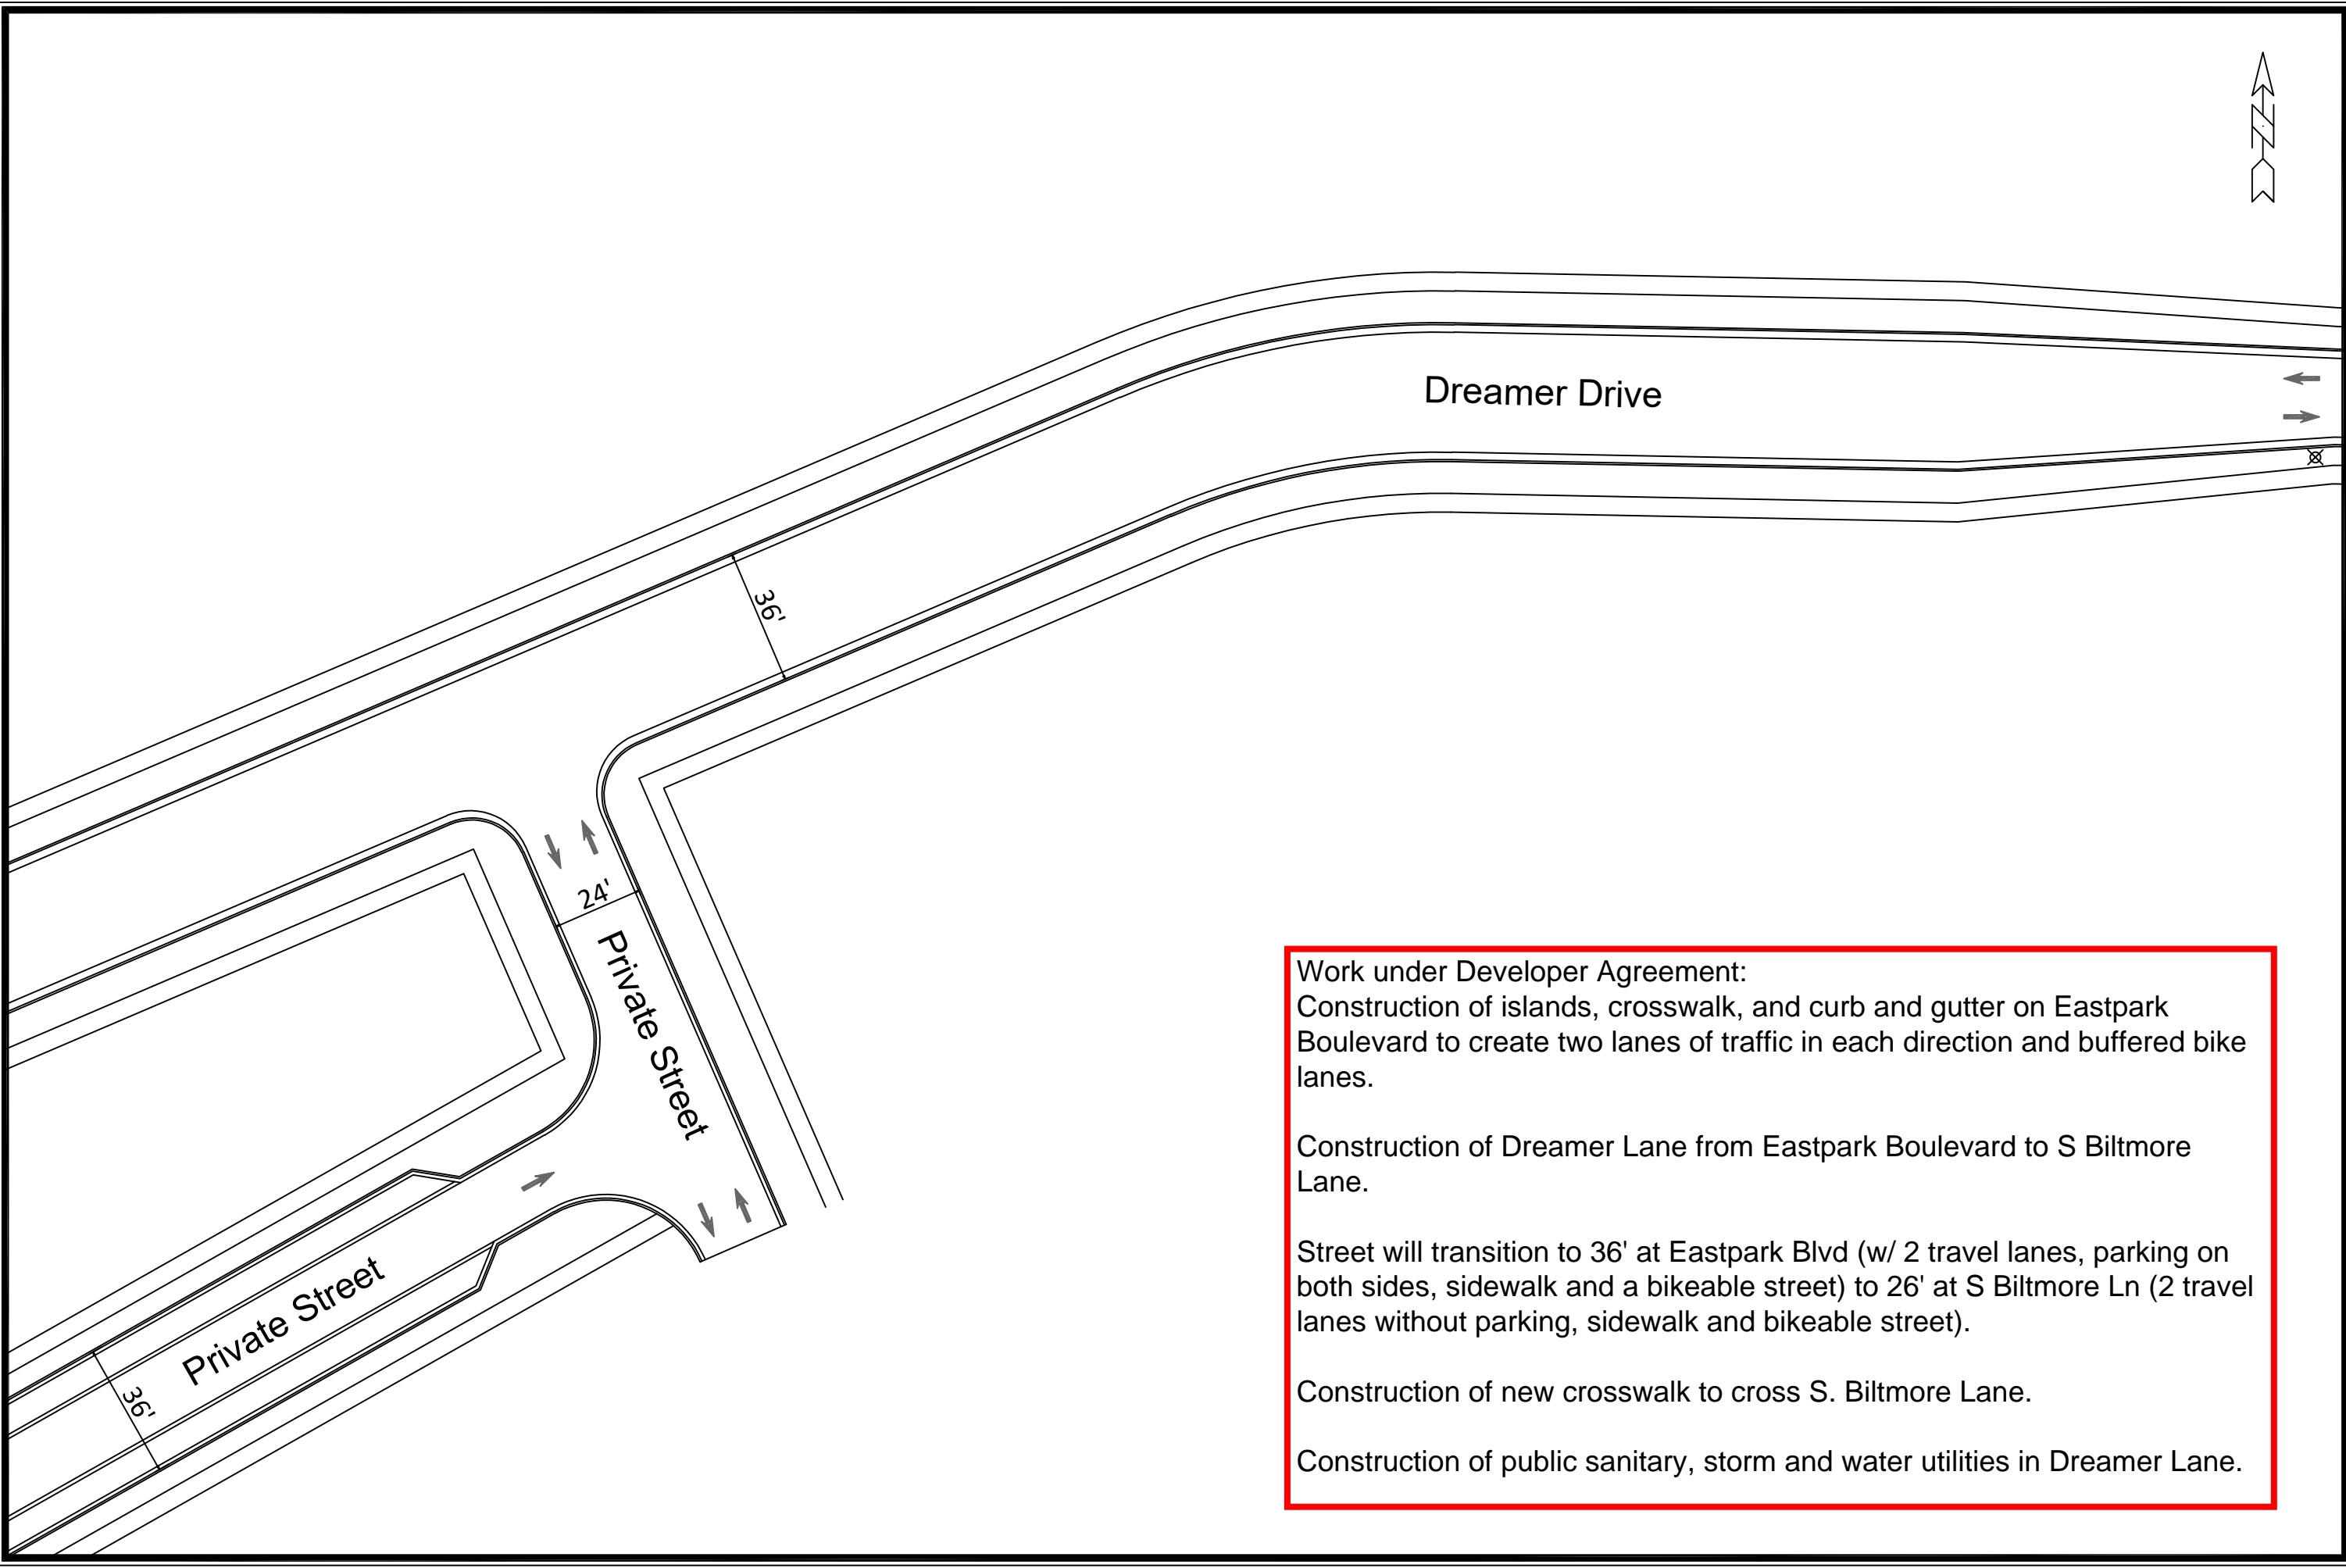 N
Dreamer Drive
36'
24'
Private Street
Private Street
36'
Work under Developer Agreement:
Construction of islands, crosswalk, and curb and gutter on Eastpark
Boulevard to create two lanes of traffic in each direction and buffered bike
lanes.
Construction of Dreamer Lane from Eastpark Boulevard to S Biltmore
Lane.
Street will transition to 36' at Eastpark Blvd (w/ 2 travel lanes, parking on
both sides, sidewalk and a bikeable street) to 26' at S Biltmore Ln (2 travel
lanes without parking, sidewalk and bikeable street).
Construction of new crosswalk to cross S. Biltmore Lane.
Construction of public sanitary, storm and water utilities in Dreamer Lane.